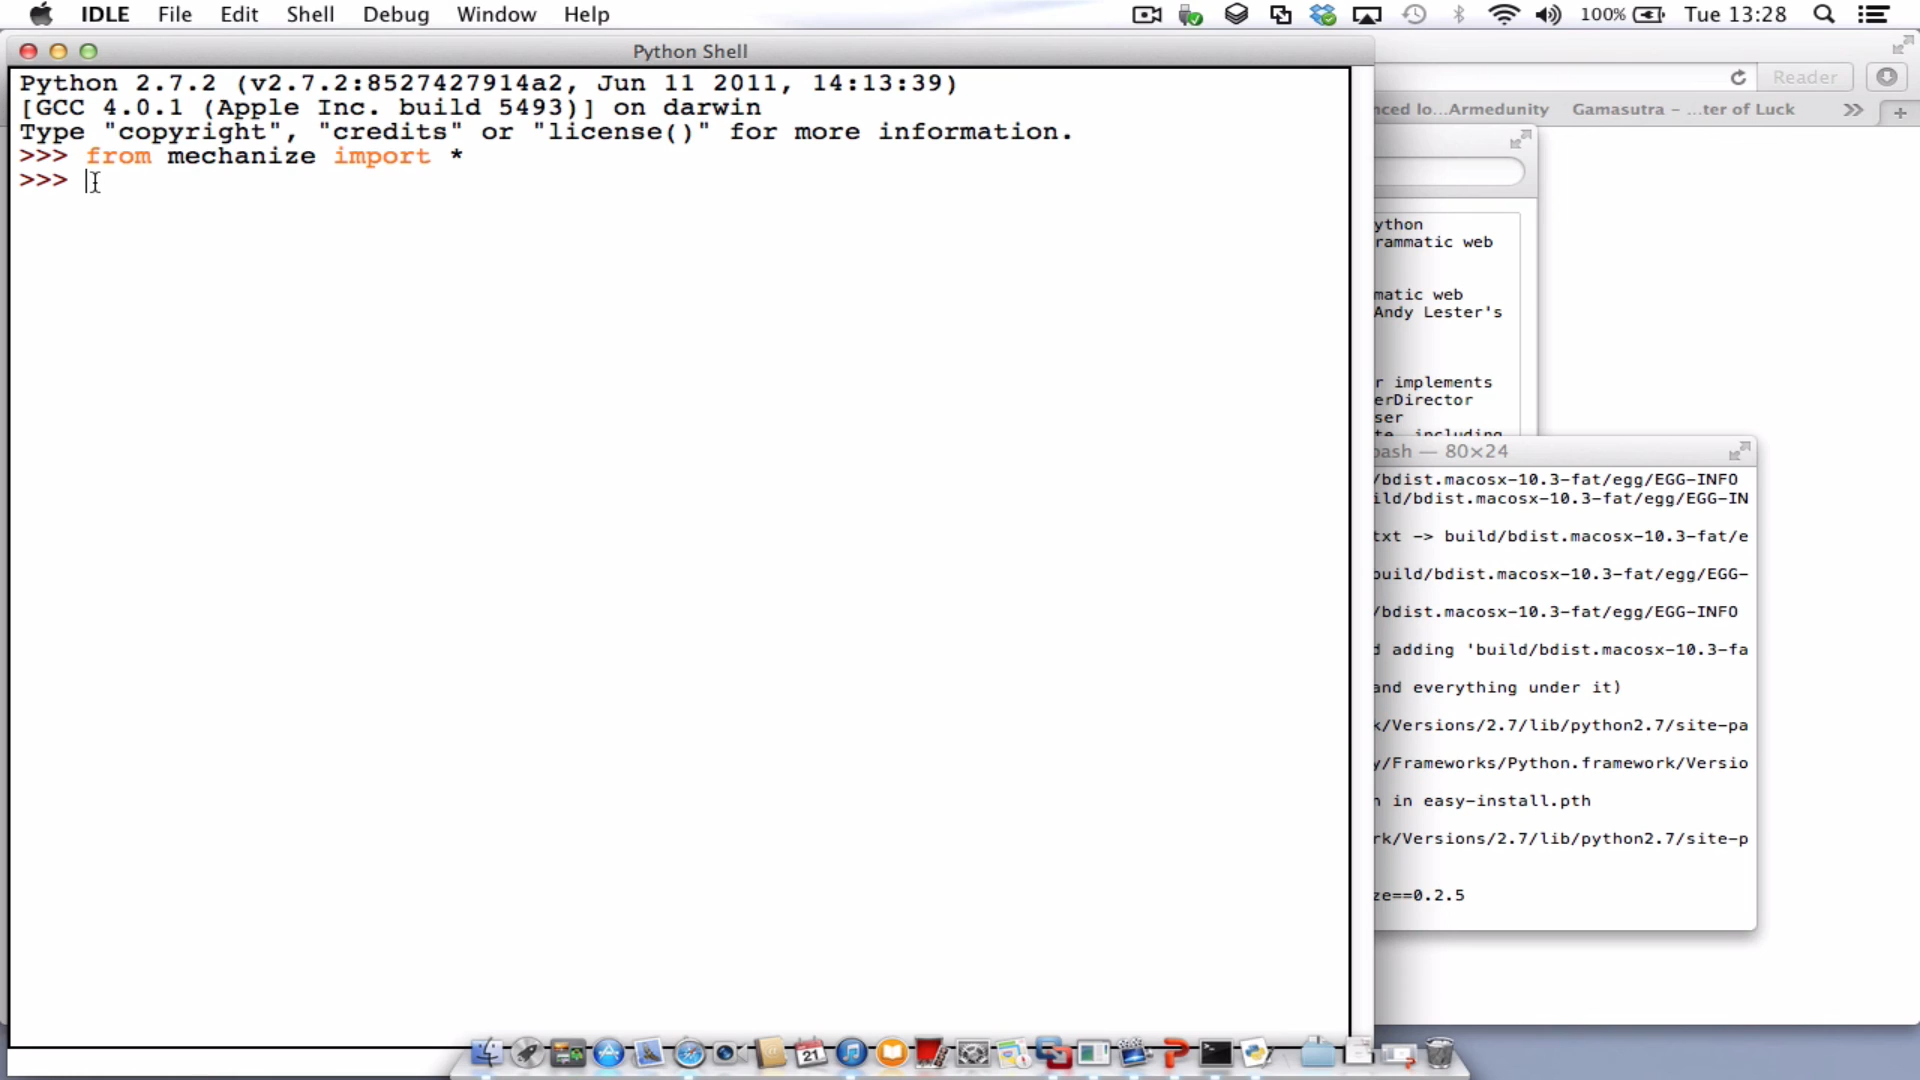 IDLE File Edit Shell Debug Window Help 100% Tue 13:28
Python Shell
Python 2.7.2 (v2.7.2:8527427914a2, Jun 11 2011, 14:13:39)
[GCC 4.0.1 (Apple Inc. build 5493)] on darwin
Type "copyright", "credits" or "license()" for more information.
>>> from mechanize import *
>>>
Reader
nced lo...Armedunity Gamasutra - ...ter of Luck >>
ython
rammatic web
matic web
Andy Lester's
r implements
erDirector
ser
te, including
bash — 80×24
/bdist.macosx-10.3-fat/egg/EGG-INFO
ild/bdist.macosx-10.3-fat/egg/EGG-IN
txt -> build/bdist.macosx-10.3-fat/e
build/bdist.macosx-10.3-fat/egg/EGG-
/bdist.macosx-10.3-fat/egg/EGG-INFO
d adding 'build/bdist.macosx-10.3-fa
and everything under it)
k/Versions/2.7/lib/python2.7/site-pa
y/Frameworks/Python.framework/Versio
n in easy-install.pth
rk/Versions/2.7/lib/python2.7/site-p
ze==0.2.5
21